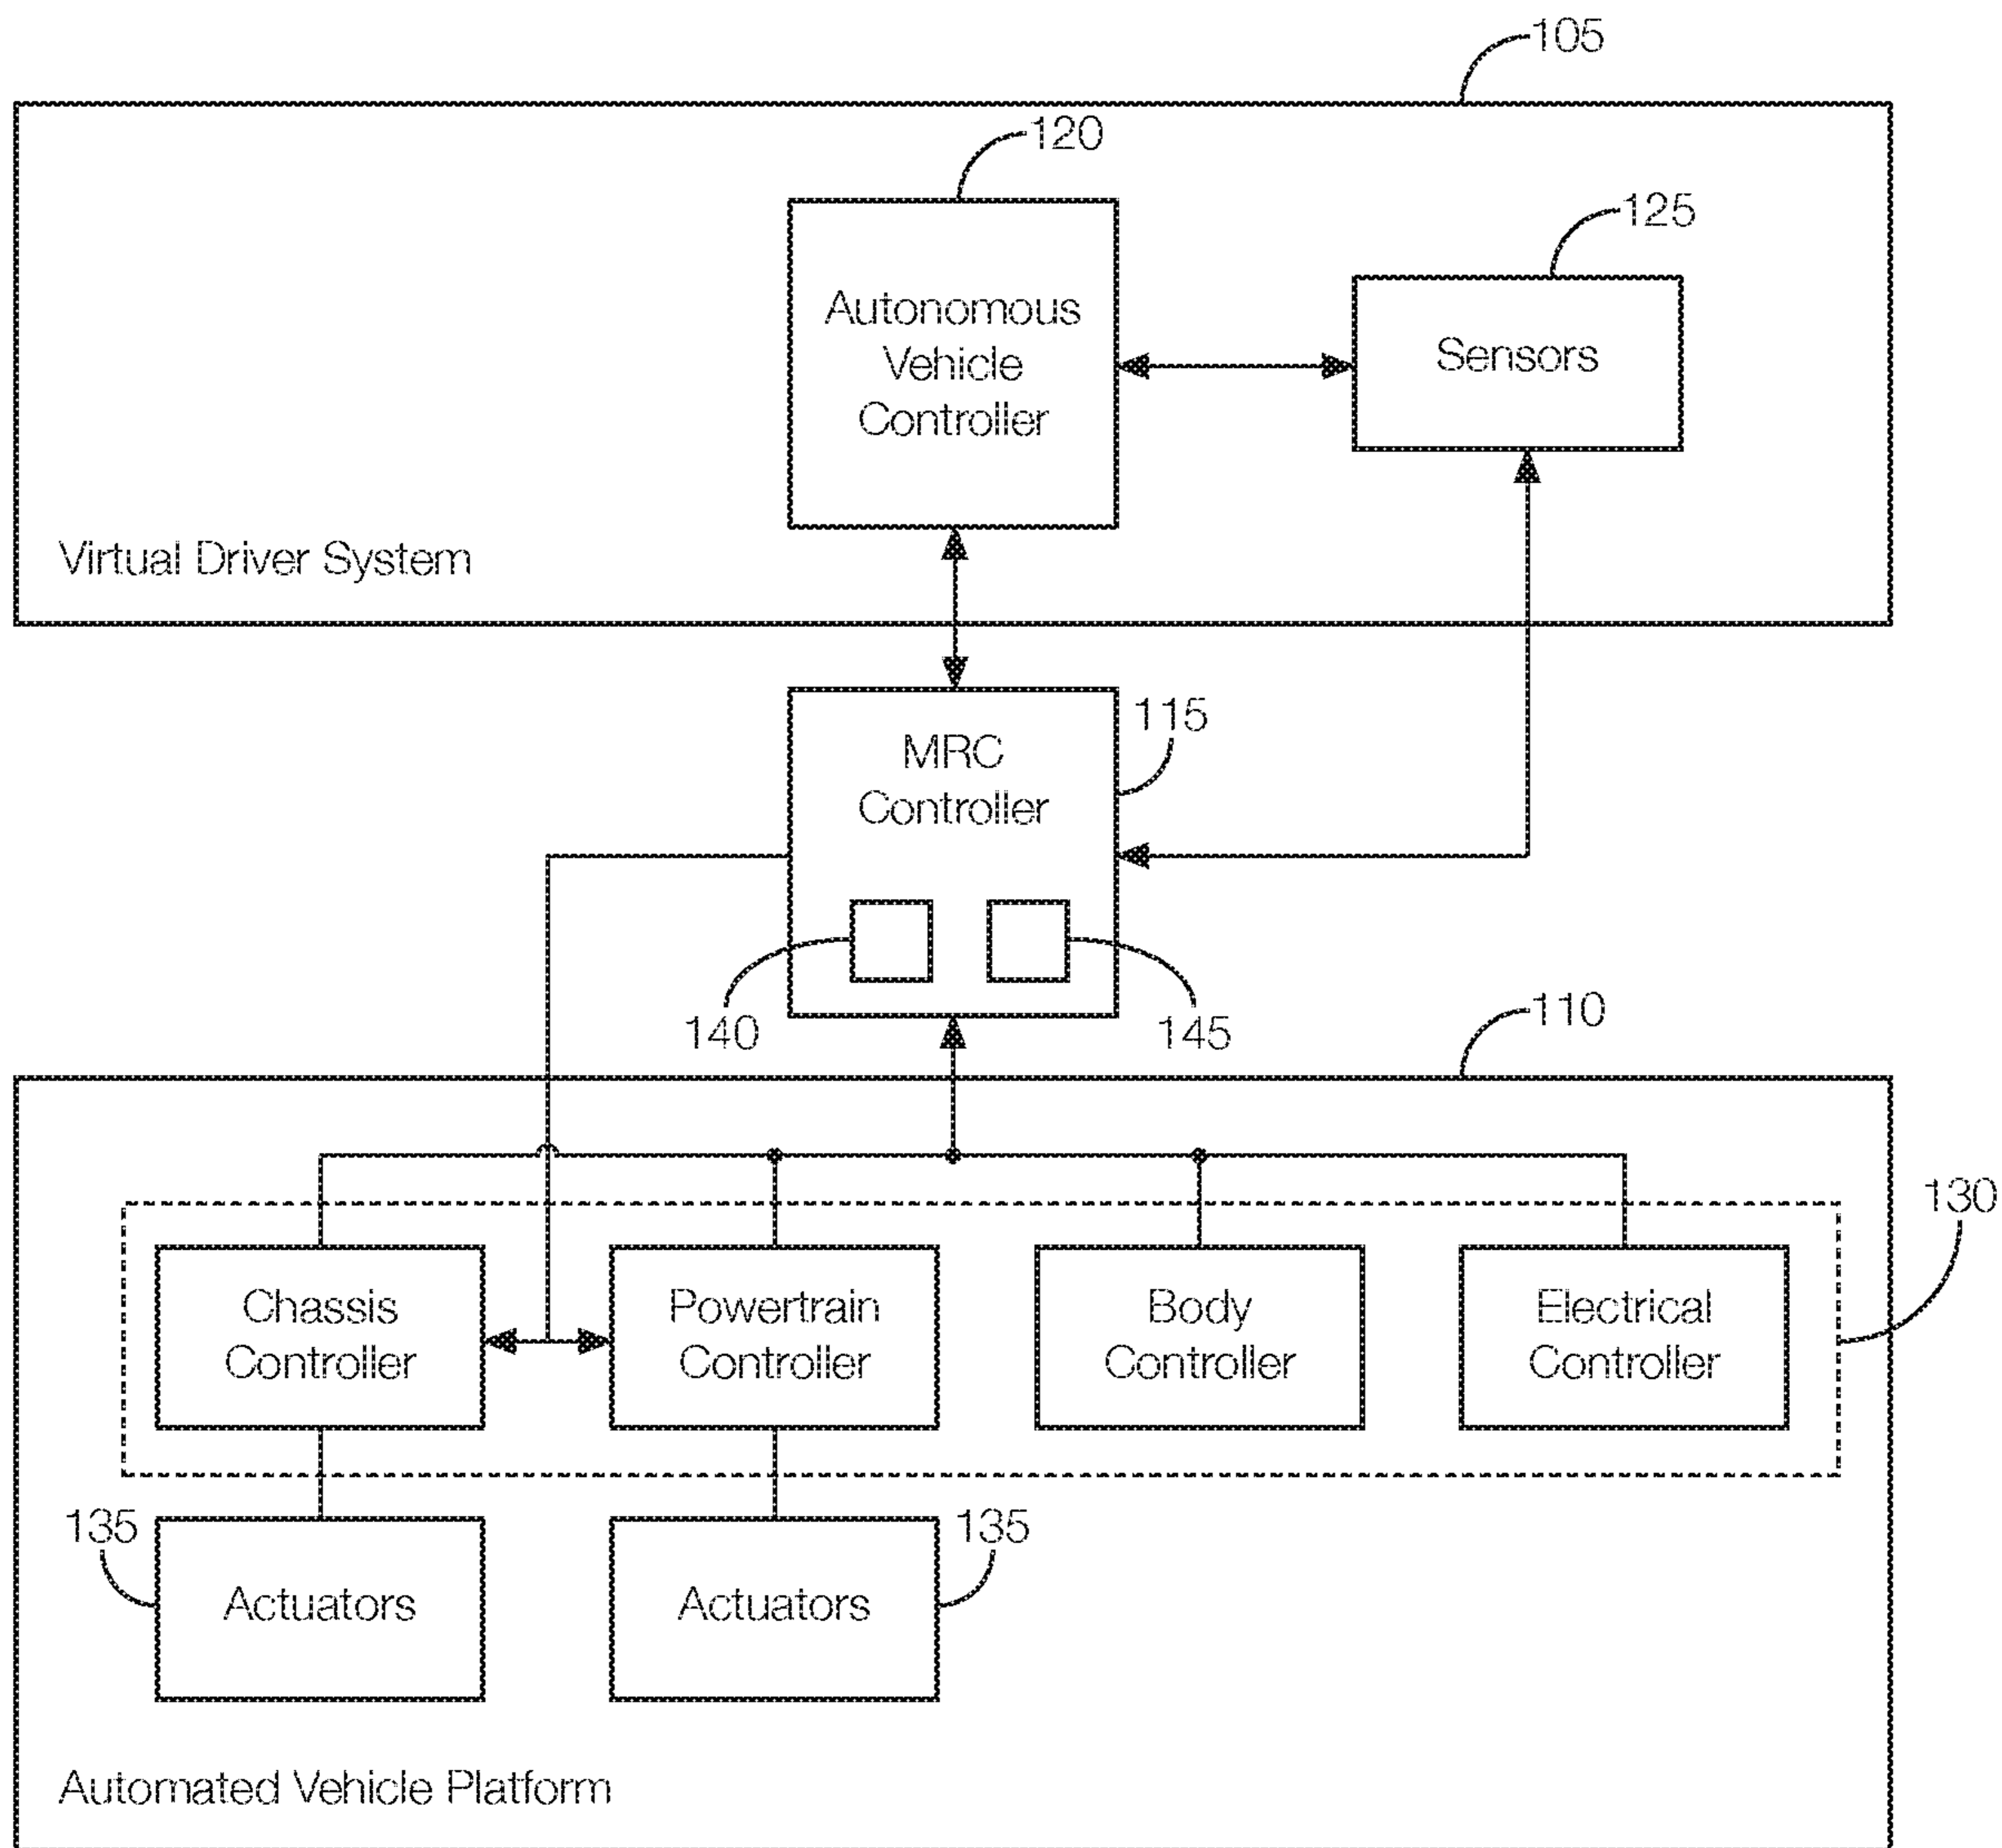 105
120
125
Autonomous
Vehicle
Controller
Sensors
Virtual Driver System
115
MRC
Controller
140
145
110
130
Chassis
Controller
Powertrain
Controller
Body
Controller
Electrical
Controller
135
Actuators
135
Actuators
Automated Vehicle Platform